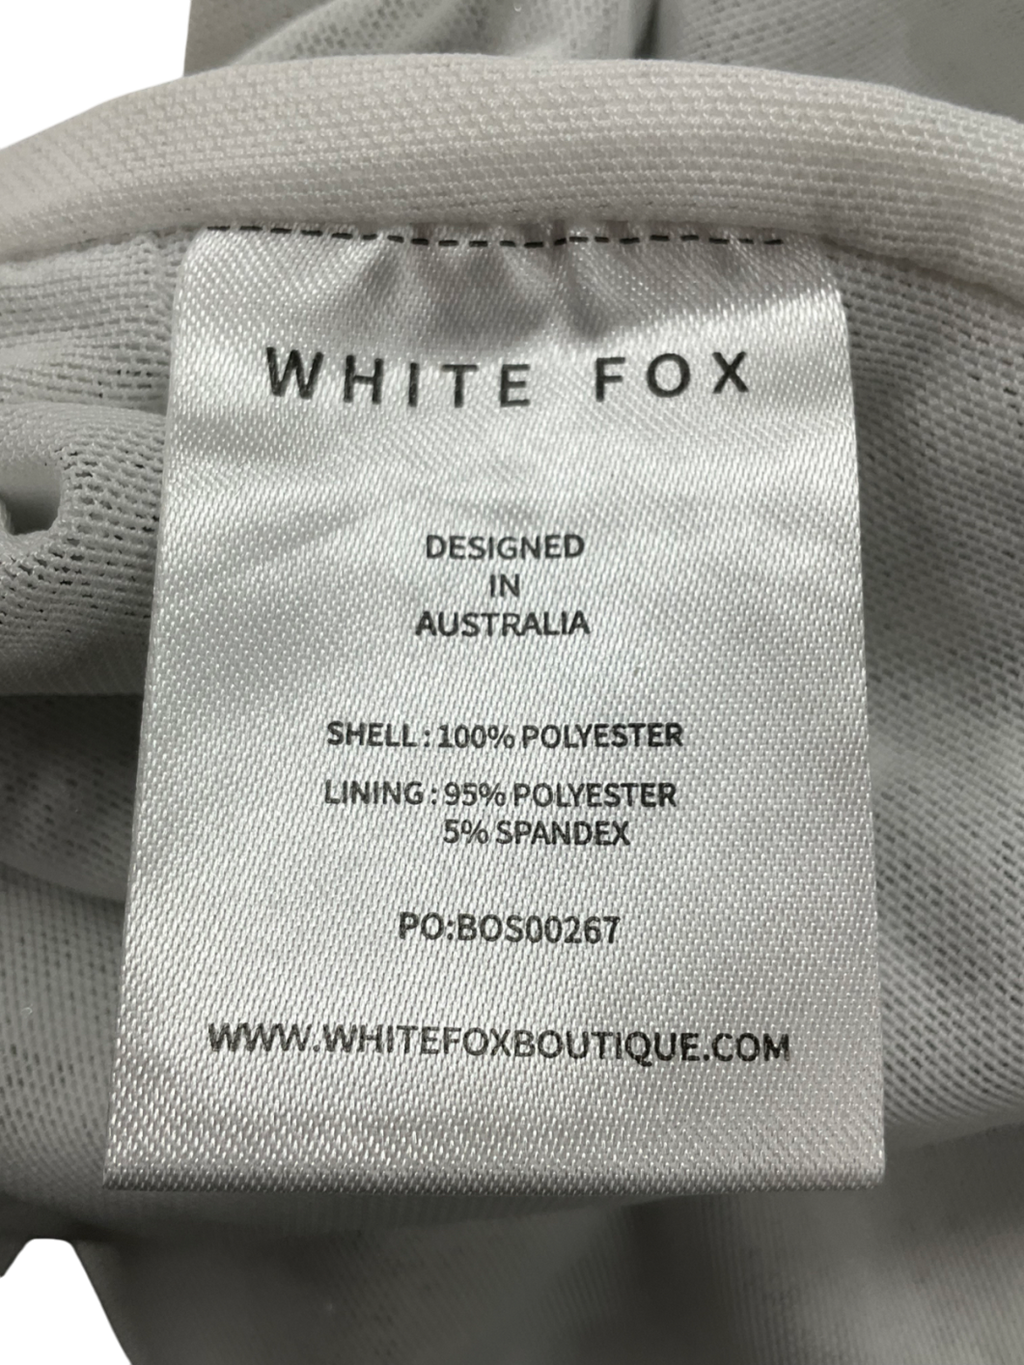 WHITE FOX
DESIGNED
IN
AUSTRALIA
SHELL: 100% POLYESTER
LINING: 95% POLYESTER
5% SPANDEX
PO:BOS00267
WWW.WHITEFOXBOUTIQUE.COM